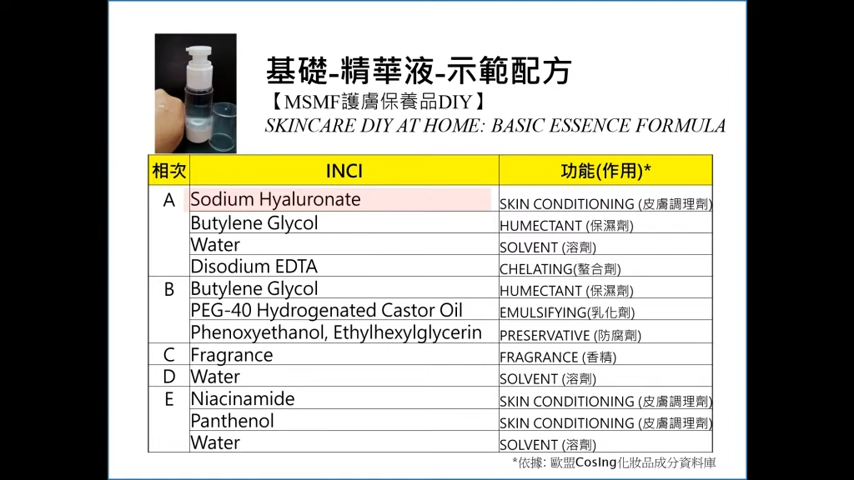 基礎-精華液-示範配方
【MSMF護膚保養品DIY】
SKINCARE DIY AT HOME: BASIC ESSENCE FORMULA
相次 INCI 功能(作用)*
A Sodium Hyaluronate SKIN CONDITIONING (皮膚調理劑)
Butylene Glycol HUMECTANT (保濕劑)
Water SOLVENT (溶劑)
Disodium EDTA CHELATING(螯合劑)
B Butylene Glycol HUMECTANT (保濕劑)
PEG-40 Hydrogenated Castor Oil EMULSIFYING(乳化劑)
Phenoxyethanol, Ethylhexylglycerin PRESERVATIVE (防腐劑)
C Fragrance FRAGRANCE (香精)
D Water SOLVENT (溶劑)
E Niacinamide SKIN CONDITIONING (皮膚調理劑)
Panthenol SKIN CONDITIONING (皮膚調理劑)
Water SOLVENT (溶劑)
*依據: 歐盟CosIng化妝品成分資料庫